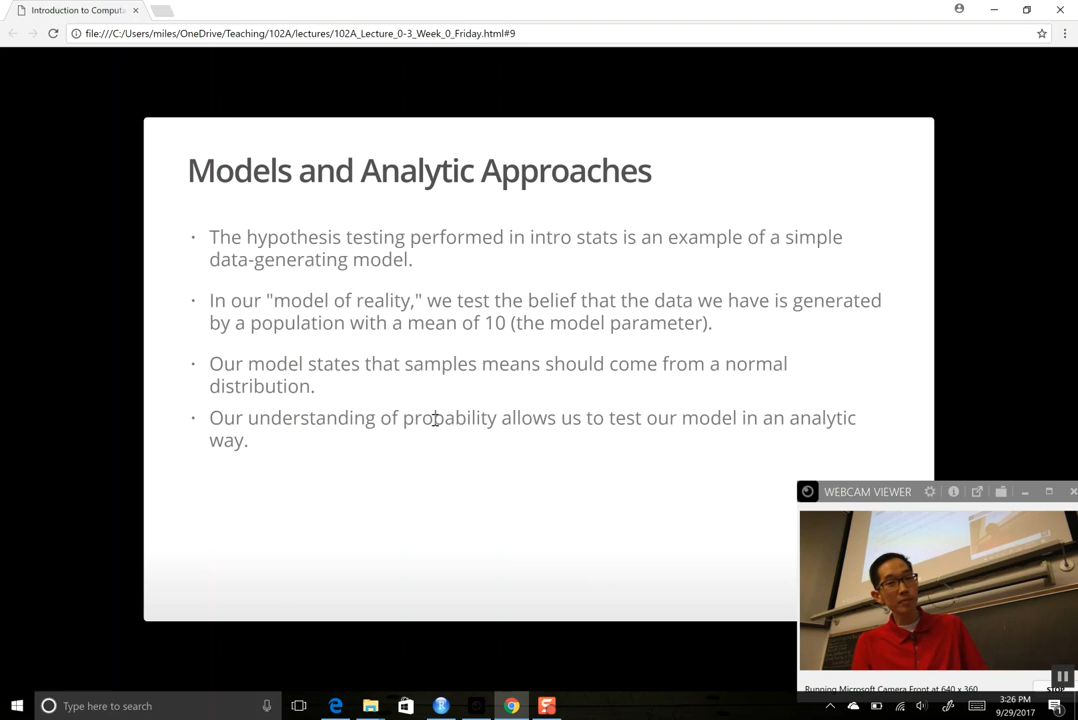 Introduction to Computa
file:///C:/Users/miles/OneDrive/Teaching/102A/lectures/102A_Lecture_0-3_Week_0_Friday.html#9
Models and Analytic Approaches
· The hypothesis testing performed in intro stats is an example of a simple
data-generating model.
· In our "model of reality," we test the belief that the data we have is generated
by a population with a mean of 10 (the model parameter).
· Our model states that samples means should come from a normal
distribution.
· Our understanding of probability allows us to test our model in an analytic
way.
WEBCAM VIEWER
Running Microsoft Camera Front at 640 x 360
STOP
Type here to search
3:26 PM
9/29/2017